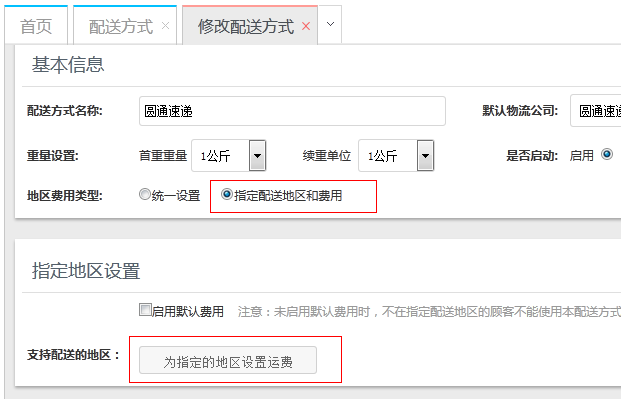 首页 配送方式 × 修改配送方式 ×
基本信息
配送方式名称: 圆通速递 默认物流公司: 圆通速
重量设置: 首重重量 1公斤 续重单位 1公斤 是否启动: 启用
地区费用类型: 统一设置 指定配送地区和费用
指定地区设置
启用默认费用 注意：未启用默认费用时，不在指定配送地区的顾客不能使用本配送方式
支持配送的地区： 为指定的地区设置运费